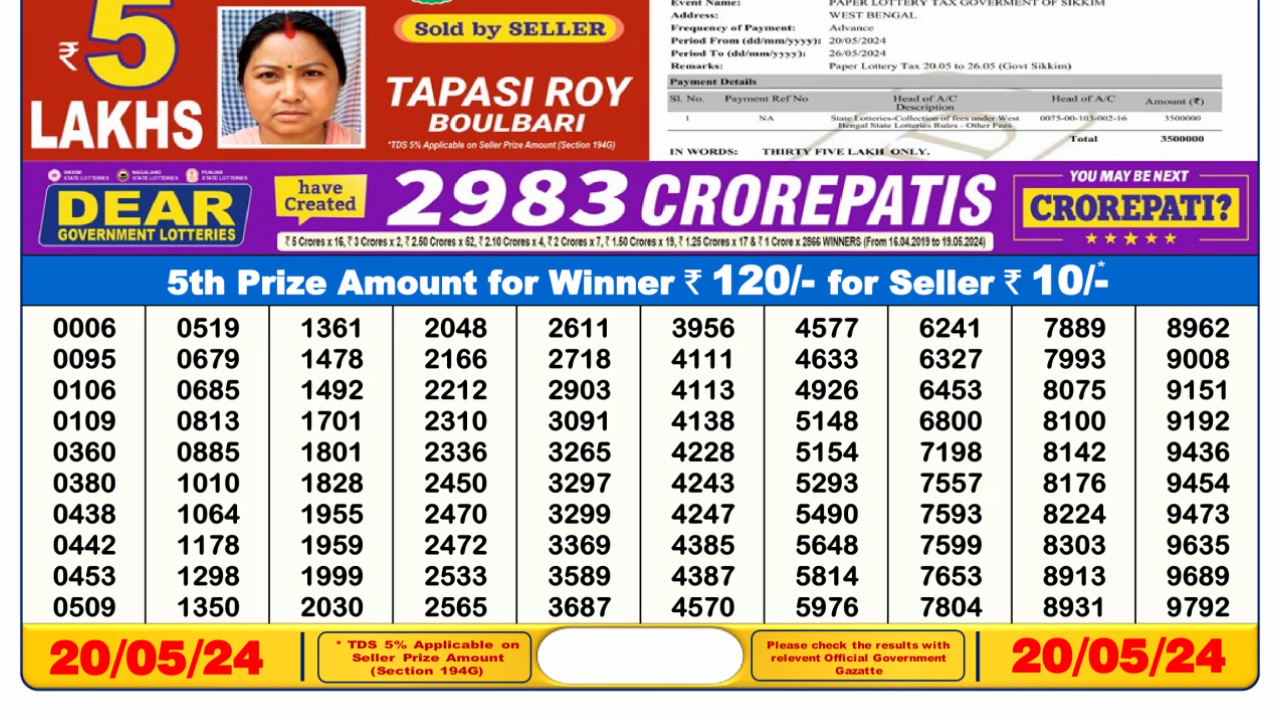 ₹ 5
LAKHS
Sold by SELLER
TAPASI ROY
BOULBARI
*TDS 5% Applicable on Seller Prize Amount (Section 194G)
Event Name: PAPER LOTTERY TAX GOVERMENT OF SIKKIM
Address: WEST BENGAL
Frequency of Payment: Advance
Period From (dd/mm/yyyy): 20/05/2024
Period To (dd/mm/yyyy): 26/05/2024
Remarks: Paper Lottery Tax 20.05 to 26.05 (Govt Sikkim)
Payment Details
Sl. No. Payment Ref No Head of A/C Description Head of A/C Amount (₹)
1 NA State Lotteries-Collection of fees under West Bengal State Lotteries Rules - Other Fees 0075-00-103-002-16 3500000
Total 3500000
IN WORDS: THIRTY FIVE LAKH ONLY.
SIKKIM STATE LOTTERIES NAGALAND STATE LOTTERIES PUNJAB STATE LOTTERIES
DEAR
GOVERNMENT LOTTERIES
have
Created
2983 CROREPATIS
₹ 5 Crores x 16, ₹ 3 Crores x 2, ₹ 2.50 Crores x 52, ₹ 2.10 Crores x 4, ₹ 2 Crores x 7, ₹ 1.50 Crores x 19, ₹ 1.25 Crores x 17 & ₹ 1 Crore x 2866 WINNERS (From 16.04.2019 to 19.05.2024)
YOU MAY BE NEXT
CROREPATI?
5th Prize Amount for Winner ₹ 120/- for Seller ₹ 10/-*
0006 0519 1361 2048 2611 3956 4577 6241 7889 8962
0095 0679 1478 2166 2718 4111 4633 6327 7993 9008
0106 0685 1492 2212 2903 4113 4926 6453 8075 9151
0109 0813 1701 2310 3091 4138 5148 6800 8100 9192
0360 0885 1801 2336 3265 4228 5154 7198 8142 9436
0380 1010 1828 2450 3297 4243 5293 7557 8176 9454
0438 1064 1955 2470 3299 4247 5490 7593 8224 9473
0442 1178 1959 2472 3369 4385 5648 7599 8303 9635
0453 1298 1999 2533 3589 4387 5814 7653 8913 9689
0509 1350 2030 2565 3687 4570 5976 7804 8931 9792
20/05/24
* TDS 5% Applicable on
Seller Prize Amount
(Section 194G)
Please check the results with
relevent Official Government
Gazatte
20/05/24